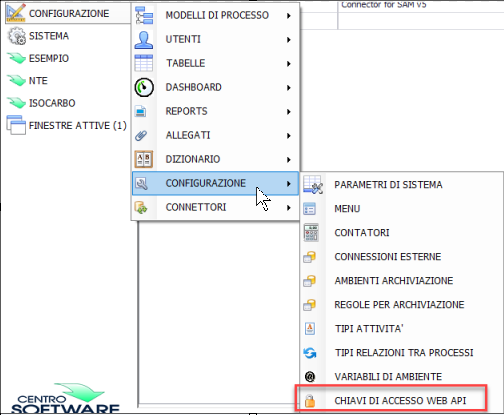 Connector for SAM V5
CONFIGURAZIONE
SISTEMA
ESEMPIO
NTE
ISOCARBO
FINESTRE ATTIVE (1)
MODELLI DI PROCESSO
UTENTI
TABELLE
DASHBOARD
REPORTS
ALLEGATI
DIZIONARIO
CONFIGURAZIONE
CONNETTORI
PARAMETRI DI SISTEMA
MENU
CONTATORI
CONNESSIONI ESTERNE
AMBIENTI ARCHIVIAZIONE
REGOLE PER ARCHIVIAZIONE
TIPI ATTIVITA'
TIPI RELAZIONI TRA PROCESSI
VARIABILI DI AMBIENTE
CHIAVI DI ACCESSO WEB API
CENTRO
SOFTWARE